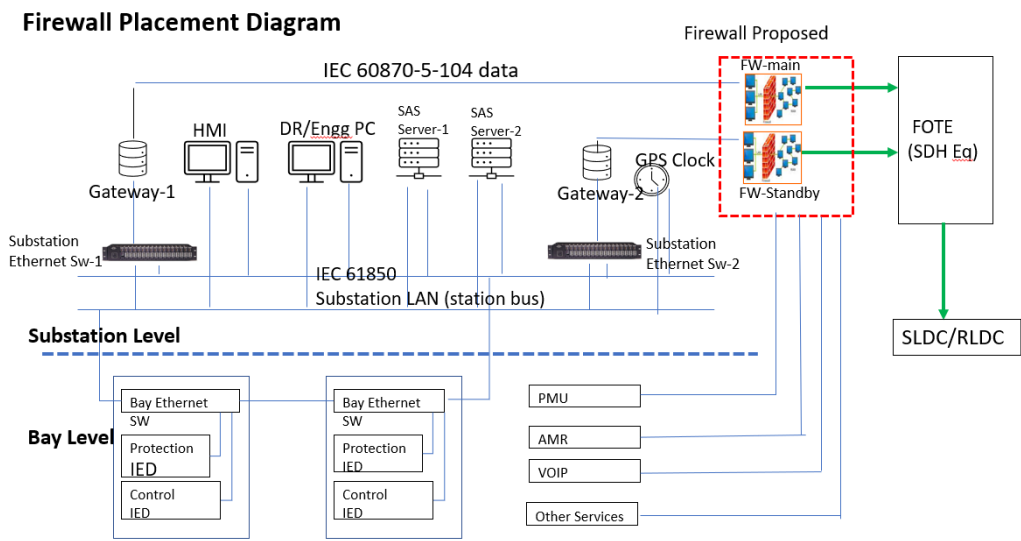 Firewall Placement Diagram
Firewall Proposed
IEC 60870-5-104 data
FW-main
SAS
Server-1
SAS
Server-2
HMI
DR/Engg PC
FOTE
(SDH Eq)
GPS Clock
Gateway-1
Gateway-2
FW-Standby
Substation
Ethernet Sw-1
Substation
Ethernet Sw-2
IEC 61850
Substation LAN (station bus)
Substation Level
SLDC/RLDC
Bay Level
Bay Ethernet
SW
Protection
IED
Control
IED
Bay Ethernet
SW
Protection
IED
Control
IED
PMU
AMR
VOIP
Other Services